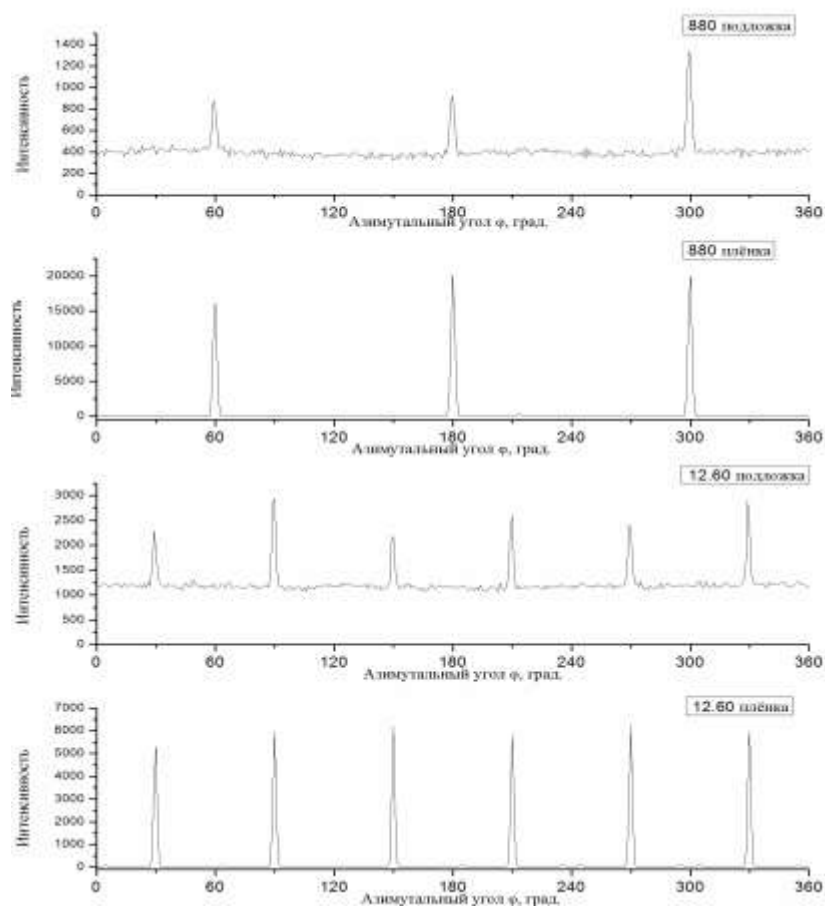 880 подложка
1400
1200
1000
800
600
400
200
0
Интенсивность
0 60 120 180 240 300 360
Азимутальный угол φ, град.
880 плёнка
20000
15000
10000
5000
0
Интенсивность
0 60 120 180 240 300 360
Азимутальный угол φ, град.
12.60 подложка
3000
2500
2000
1500
1000
500
0
Интенсивность
0 60 120 180 240 300 360
Азимутальный угол φ, град.
12.60 плёнка
7000
6000
5000
4000
3000
2000
1000
0
Интенсивность
0 60 120 180 240 300 360
Азимутальный угол φ, град.